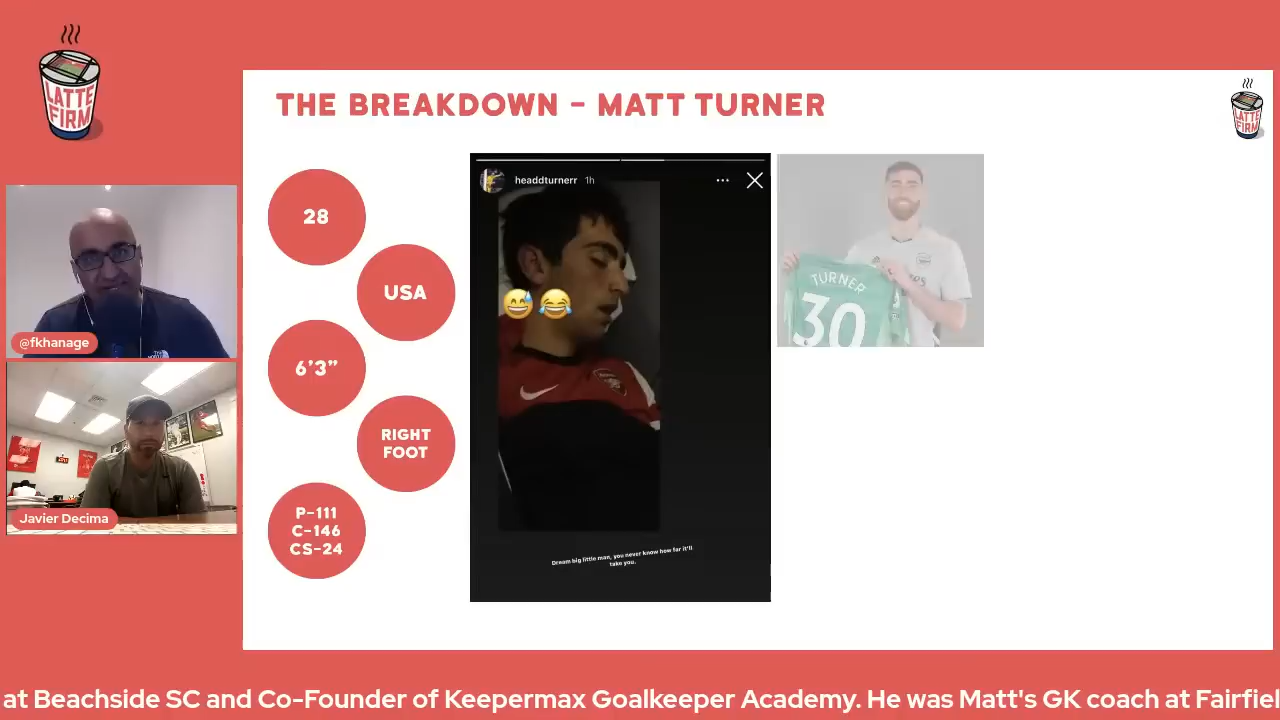 LATTE
FIRM
THE BREAKDOWN – MATT TURNER
LATTE
FIRM
28
USA
6’3”
RIGHT
FOOT
P-111
C-146
CS-24
headdturnerr 1h
Dream big little man, you never know how far it'll
take you.
TURNER
30
@fkhanage
Javier Decima
at Beachside SC and Co-Founder of Keepermax Goalkeeper Academy. He was Matt's GK coach at Fairfiel